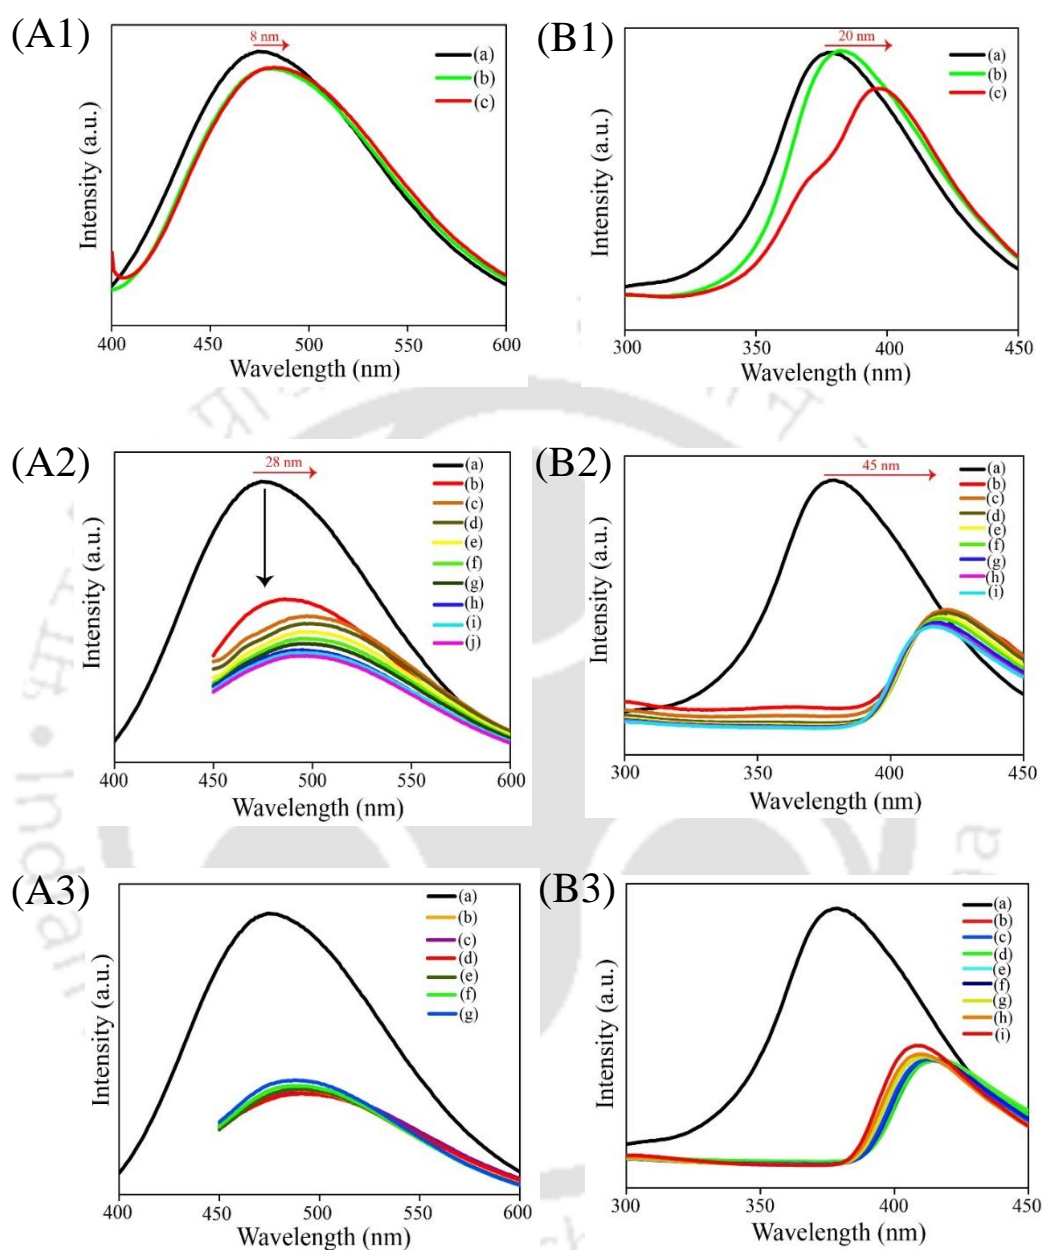 (A1)
8 nm
(a)
(b)
(c)
Intensity (a.u.)
400
450
500
550
600
Wavelength (nm)
(B1)
20 nm
(a)
(b)
(c)
Intensity (a.u.)
300
350
400
450
Wavelength (nm)
(A2)
28 nm
(a)
(b)
(c)
(d)
(e)
(f)
(g)
(h)
(i)
(j)
Intensity (a.u.)
400
450
500
550
600
Wavelength (nm)
(B2)
45 nm
(a)
(b)
(c)
(d)
(e)
(f)
(g)
(h)
(i)
Intensity (a.u.)
300
350
400
450
Wavelength (nm)
(A3)
(a)
(b)
(c)
(d)
(e)
(f)
(g)
Intensity (a.u.)
400
450
500
550
600
Wavelength (nm)
(B3)
(a)
(b)
(c)
(d)
(e)
(f)
(g)
(h)
(i)
Intensity (a.u.)
300
350
400
450
Wavelength (nm)